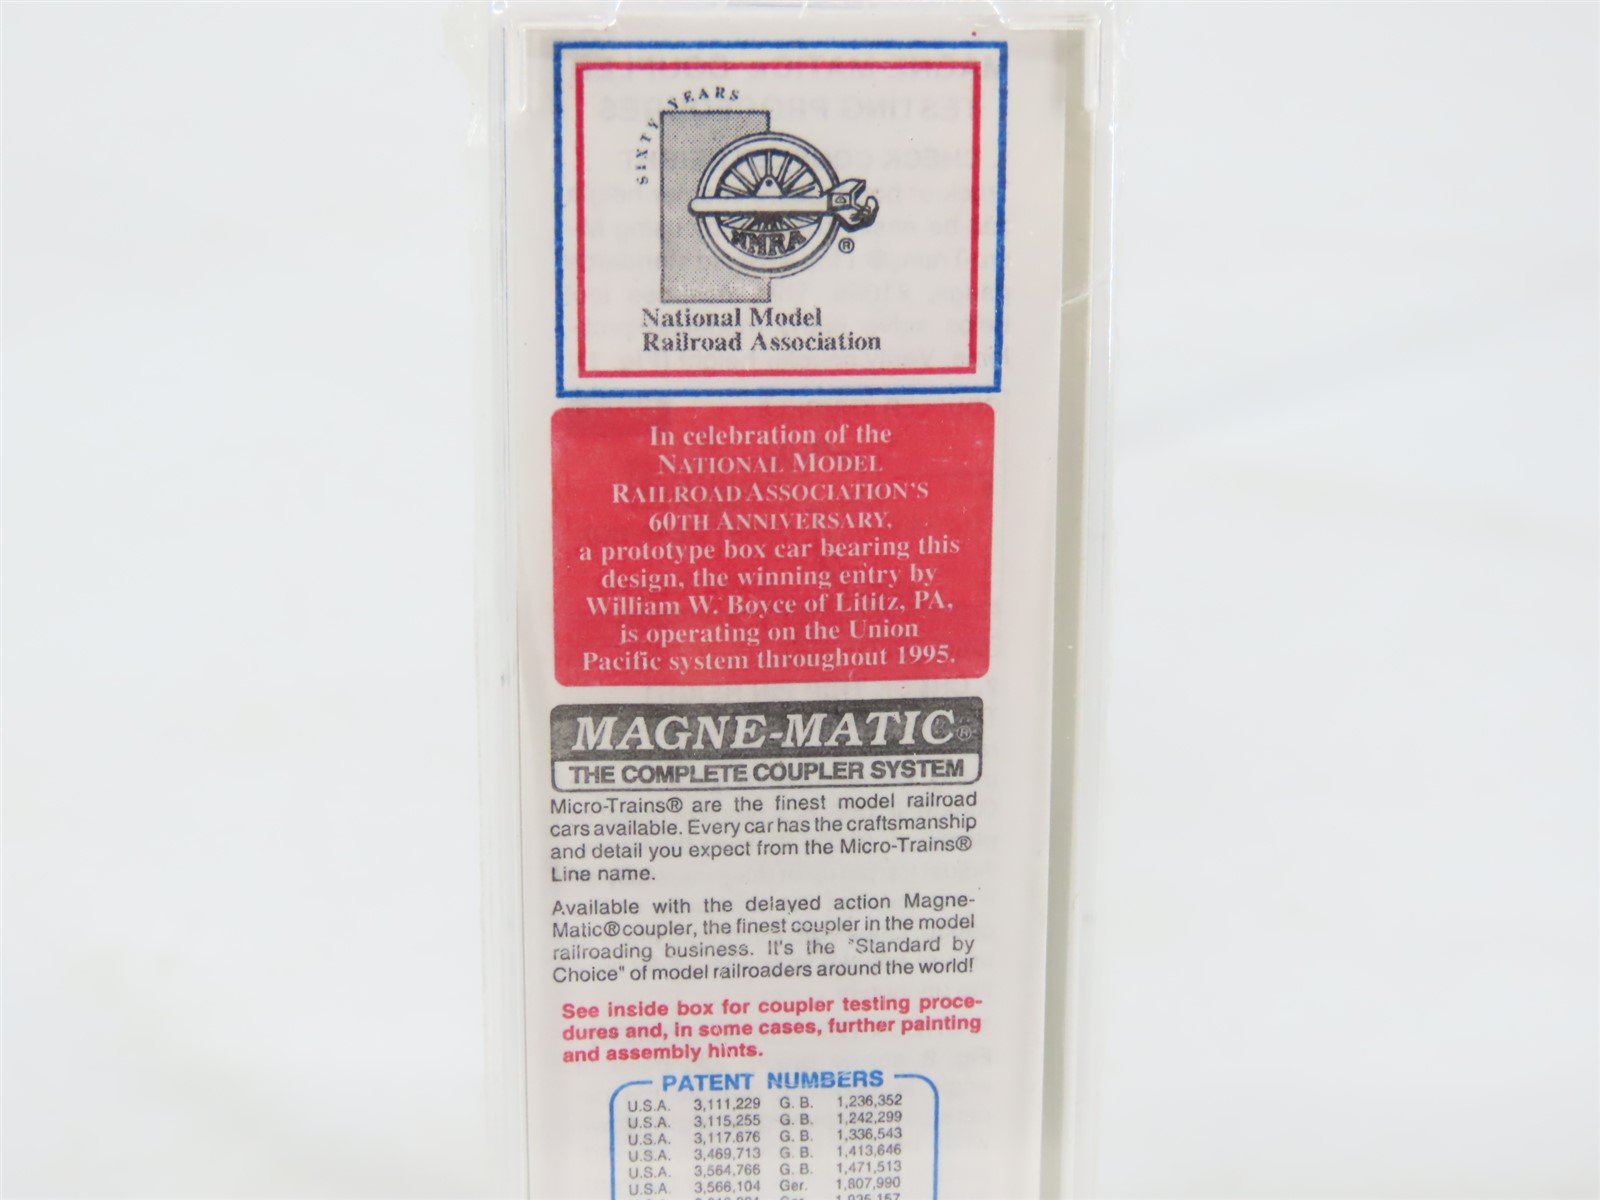 SIXTY YEARS
NMRA ®
National Model
Railroad Association
In celebration of the
NATIONAL MODEL
RAILROAD ASSOCIATION'S
60TH ANNIVERSARY,
a prototype box car bearing this
design, the winning entry by
William W. Boyce of Lititz, PA,
is operating on the Union
Pacific system throughout 1995.
MAGNE-MATIC®
THE COMPLETE COUPLER SYSTEM
Micro-Trains® are the finest model railroad
cars available. Every car has the craftsmanship
and detail you expect from the Micro-Trains®
Line name.
Available with the delayed action Magne-
Matic® coupler, the finest coupler in the model
railroading business. It's the "Standard by
Choice" of model railroaders around the world!
See inside box for coupler testing proce-
dures and, in some cases, further painting
and assembly hints.
PATENT NUMBERS
U.S.A. 3,111,229 G. B. 1,236,352
U.S.A. 3,115,255 G. B. 1,242,299
U.S.A. 3,117,676 G. B. 1,336,543
U.S.A. 3,469,713 G. B. 1,413,646
U.S.A. 3,564,766 G. B. 1,471,513
U.S.A. 3,566,104 Ger. 1,807,990